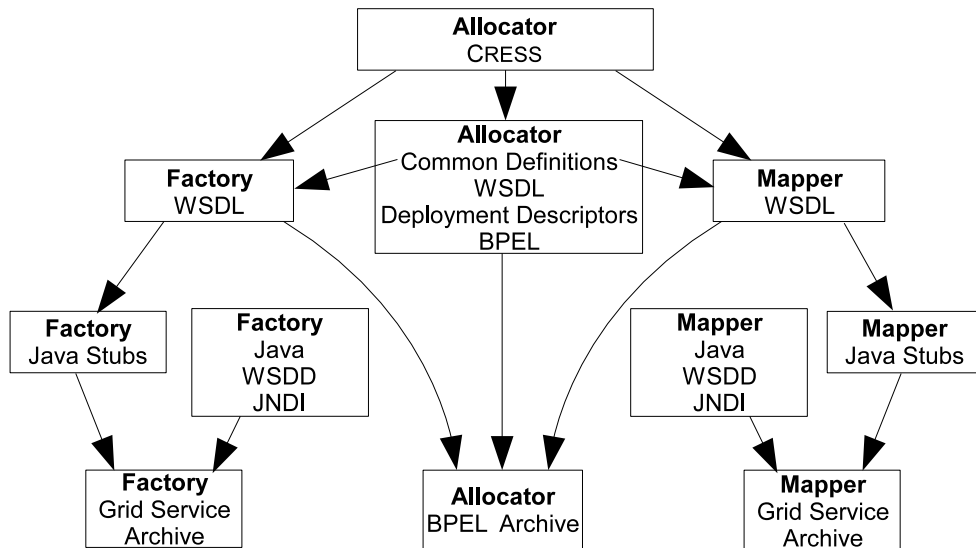 Allocator
CRESS
Allocator
Common Definitions
WSDL
Deployment Descriptors
BPEL
Factory
WSDL
Mapper
WSDL
Factory
Java Stubs
Factory
Java
WSDD
JNDI
Mapper
Java
WSDD
JNDI
Mapper
Java Stubs
Factory
Grid Service
Archive
Allocator
BPEL Archive
Mapper
Grid Service
Archive